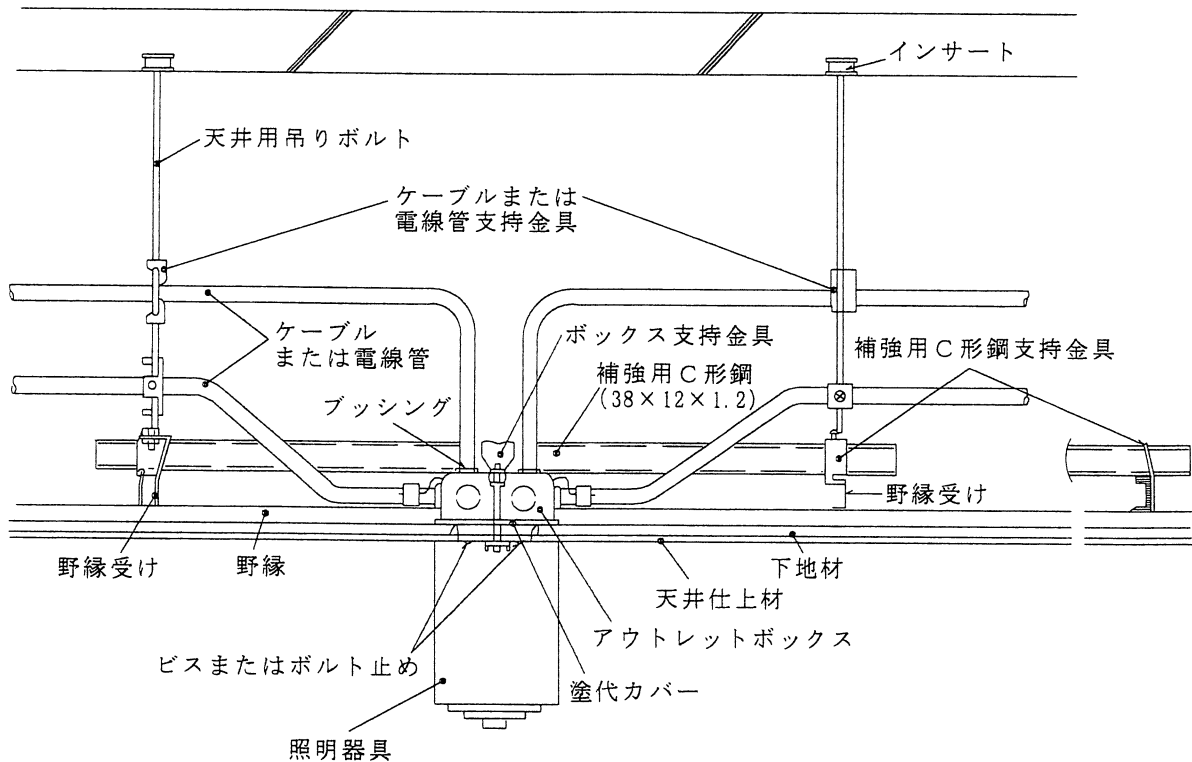 インサート
天井用吊りボルト
ケーブルまたは
電線管支持金具
ケーブル
または電線管
ボックス支持金具
補強用C形鋼支持金具
補強用C形鋼
(38×12×1.2)
ブッシング
野縁受け
野縁受け
野縁
下地材
天井仕上材
アウトレットボックス
ビスまたはボルト止め
塗代カバー
照明器具